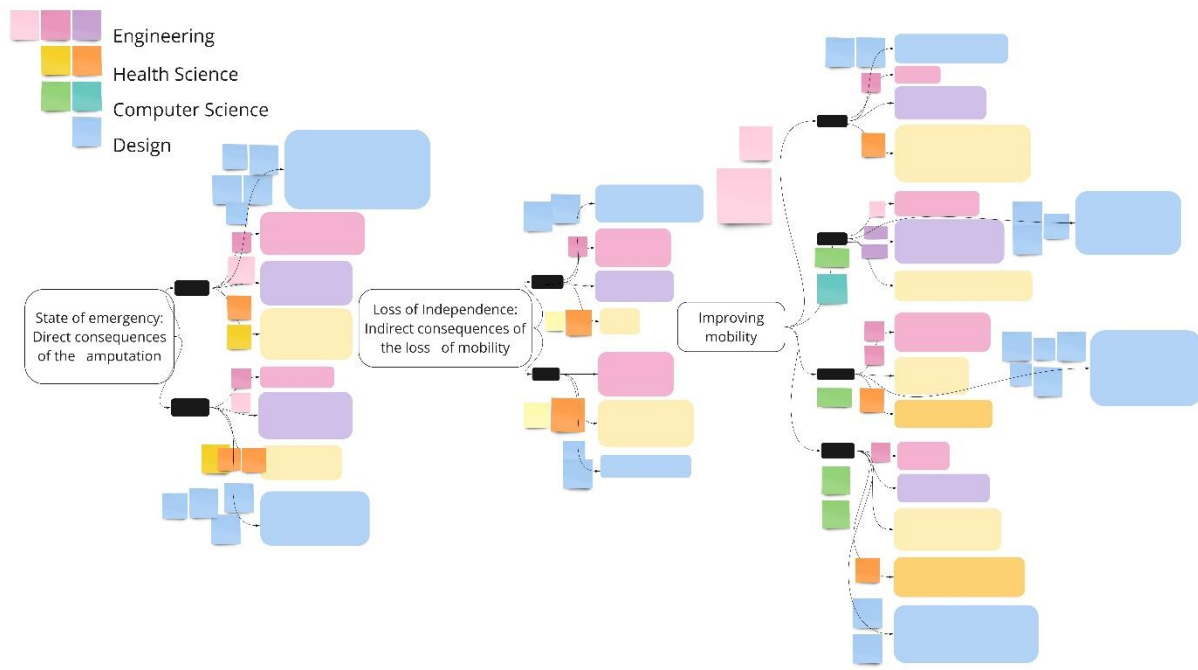 Engineering
Health Science
Computer Science
Design
State of emergency:
Direct consequences
of the amputation
Loss of Independence:
Indirect consequences of
the loss of mobility
Improving
mobility